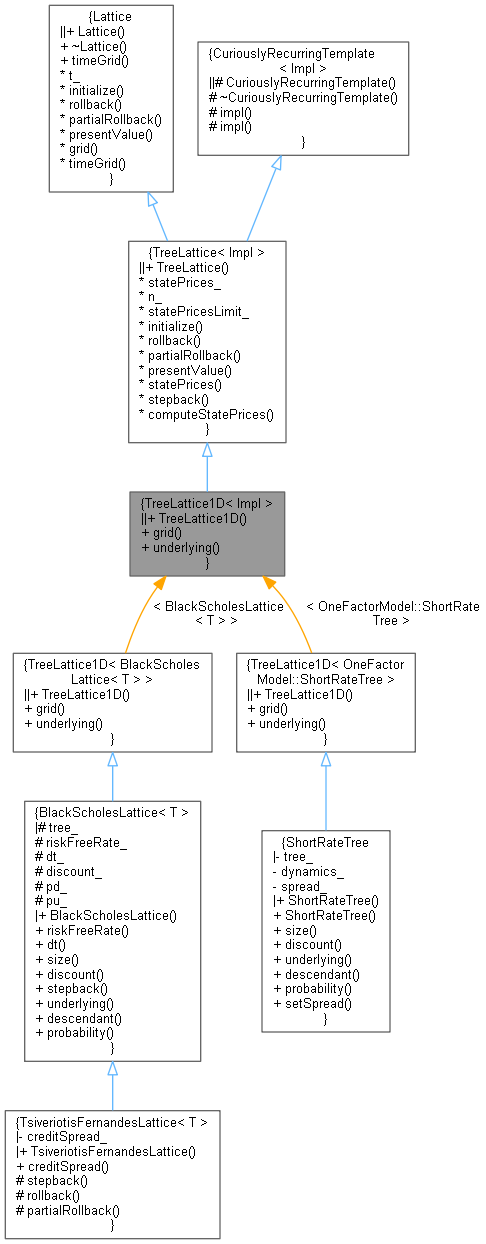 {Lattice
||+ Lattice()
+ ~Lattice()
+ timeGrid()
* t_
* initialize()
* rollback()
* partialRollback()
* presentValue()
* grid()
* timeGrid()
}
{CuriouslyRecurringTemplate
< Impl >
||# CuriouslyRecurringTemplate()
# ~CuriouslyRecurringTemplate()
# impl()
# impl()
}
{TreeLattice< Impl >
||+ TreeLattice()
* statePrices_
* n_
* statePricesLimit_
* initialize()
* rollback()
* partialRollback()
* presentValue()
* statePrices()
* stepback()
* computeStatePrices()
}
{TreeLattice1D< Impl >
||+ TreeLattice1D()
+ grid()
+ underlying()
}
< BlackScholesLattice
< T > >
< OneFactorModel::ShortRate
Tree >
{TreeLattice1D< BlackScholes
Lattice< T > >
||+ TreeLattice1D()
+ grid()
+ underlying()
}
{TreeLattice1D< OneFactor
Model::ShortRateTree >
||+ TreeLattice1D()
+ grid()
+ underlying()
}
{BlackScholesLattice< T >
|# tree_
# riskFreeRate_
# dt_
# discount_
# pd_
# pu_
|+ BlackScholesLattice()
+ riskFreeRate()
+ dt()
+ size()
+ discount()
+ stepback()
+ underlying()
+ descendant()
+ probability()
}
{ShortRateTree
|- tree_
- dynamics_
- spread_
|+ ShortRateTree()
+ ShortRateTree()
+ size()
+ discount()
+ underlying()
+ descendant()
+ probability()
+ setSpread()
}
{TsiveriotisFernandesLattice< T >
|- creditSpread_
|+ TsiveriotisFernandesLattice()
+ creditSpread()
# stepback()
# rollback()
# partialRollback()
}